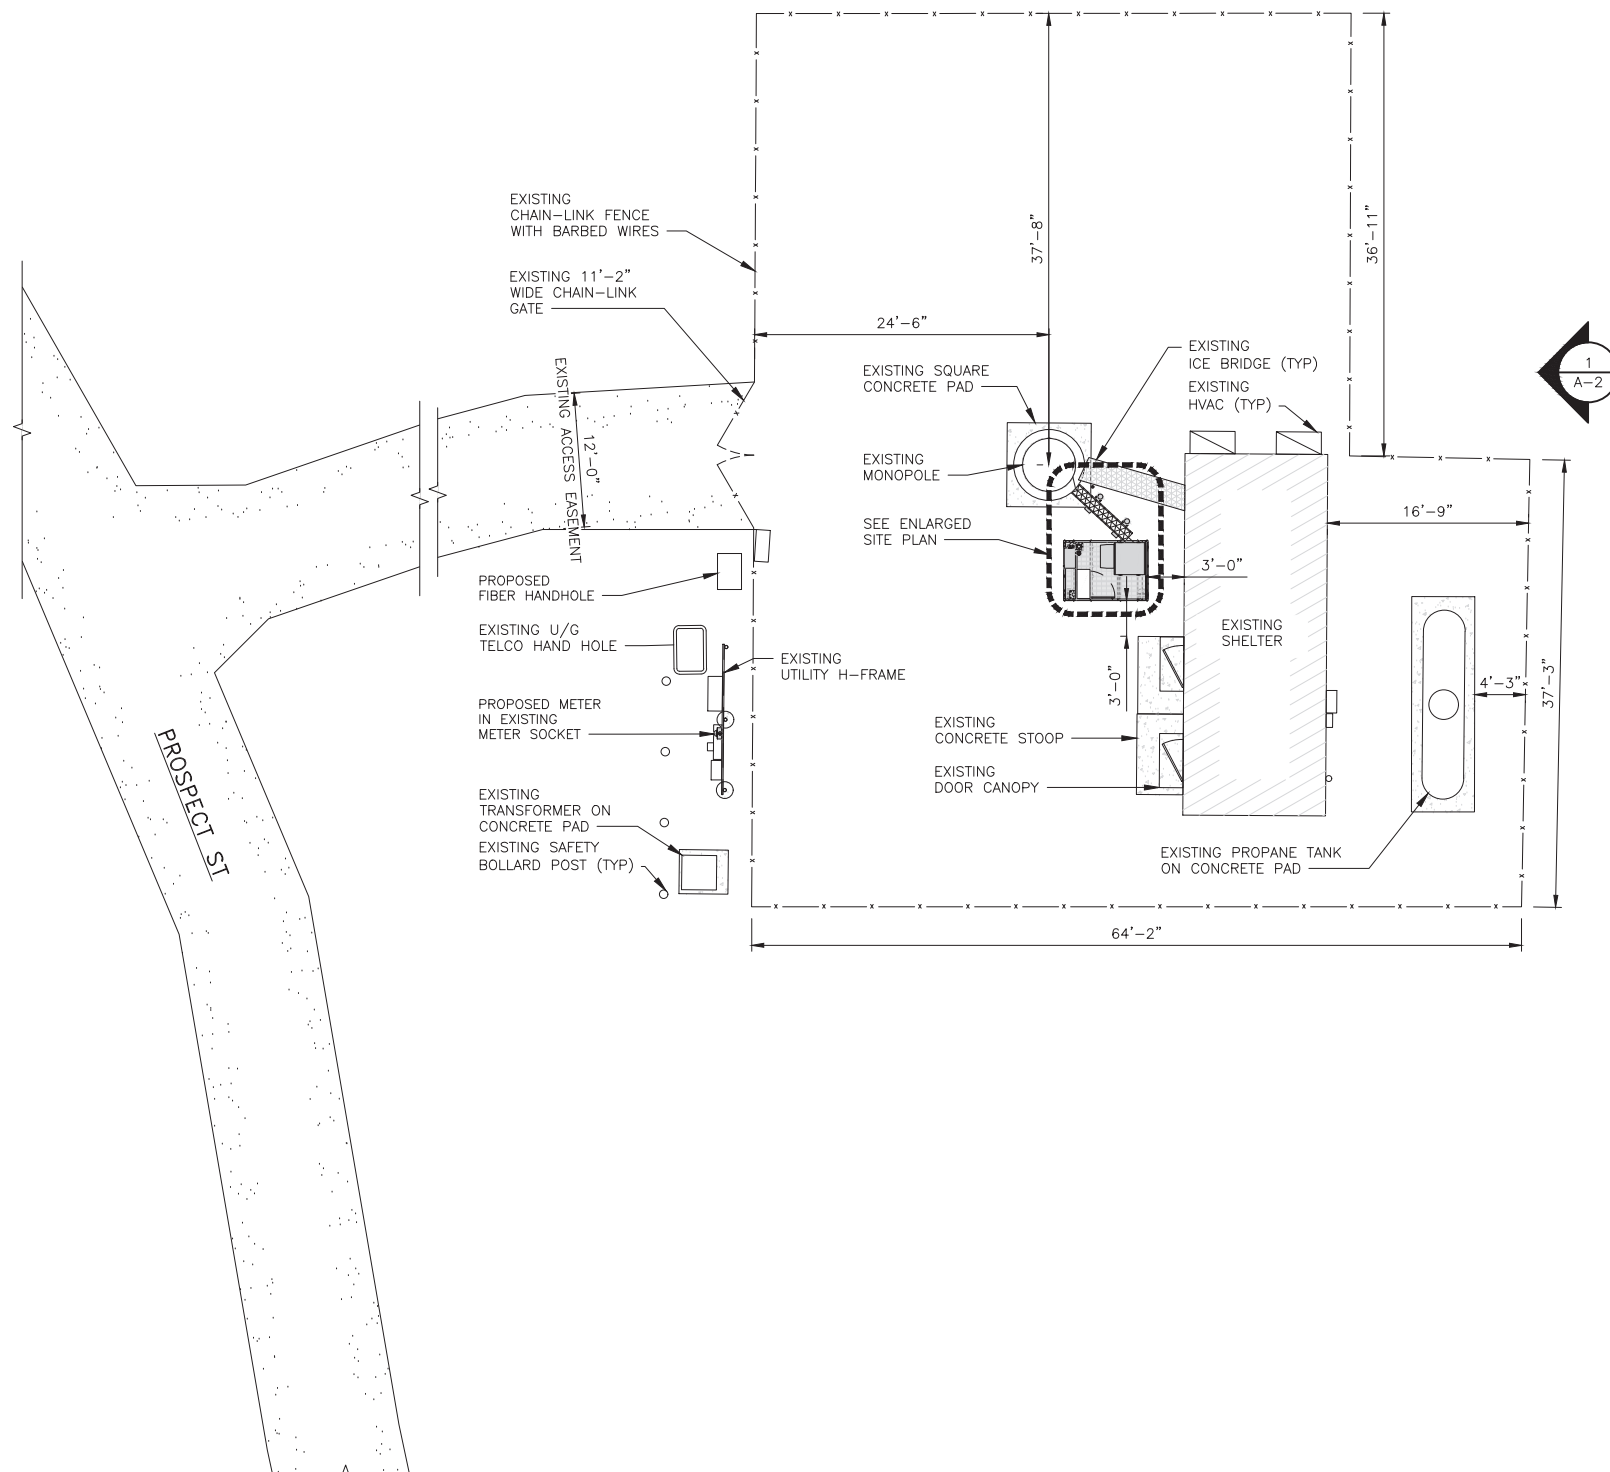 EXISTING
CHAIN-LINK FENCE
WITH BARBED WIRES
EXISTING 11'-2"
WIDE CHAIN-LINK
GATE
37'-8"
36'-11"
24'-6"
EXISTING SQUARE
CONCRETE PAD
EXISTING
MONOPOLE
SEE ENLARGED
SITE PLAN
EXISTING
ICE BRIDGE (TYP)
EXISTING
HVAC (TYP)
1
A-2
EXISTING ACCESS EASEMENT
12'-0"
16'-9"
3'-0"
PROPOSED
FIBER HANDHOLE
EXISTING U/G
TELCO HAND HOLE
EXISTING
UTILITY H-FRAME
PROPOSED METER
IN EXISTING
METER SOCKET
EXISTING
TRANSFORMER ON
CONCRETE PAD
EXISTING SAFETY
BOLLARD POST (TYP)
EXISTING
SHELTER
3'-0"
4'-3"
37'-3"
EXISTING
CONCRETE STOOP
EXISTING
DOOR CANOPY
EXISTING PROPANE TANK
ON CONCRETE PAD
64'-2"
PROSPECT ST